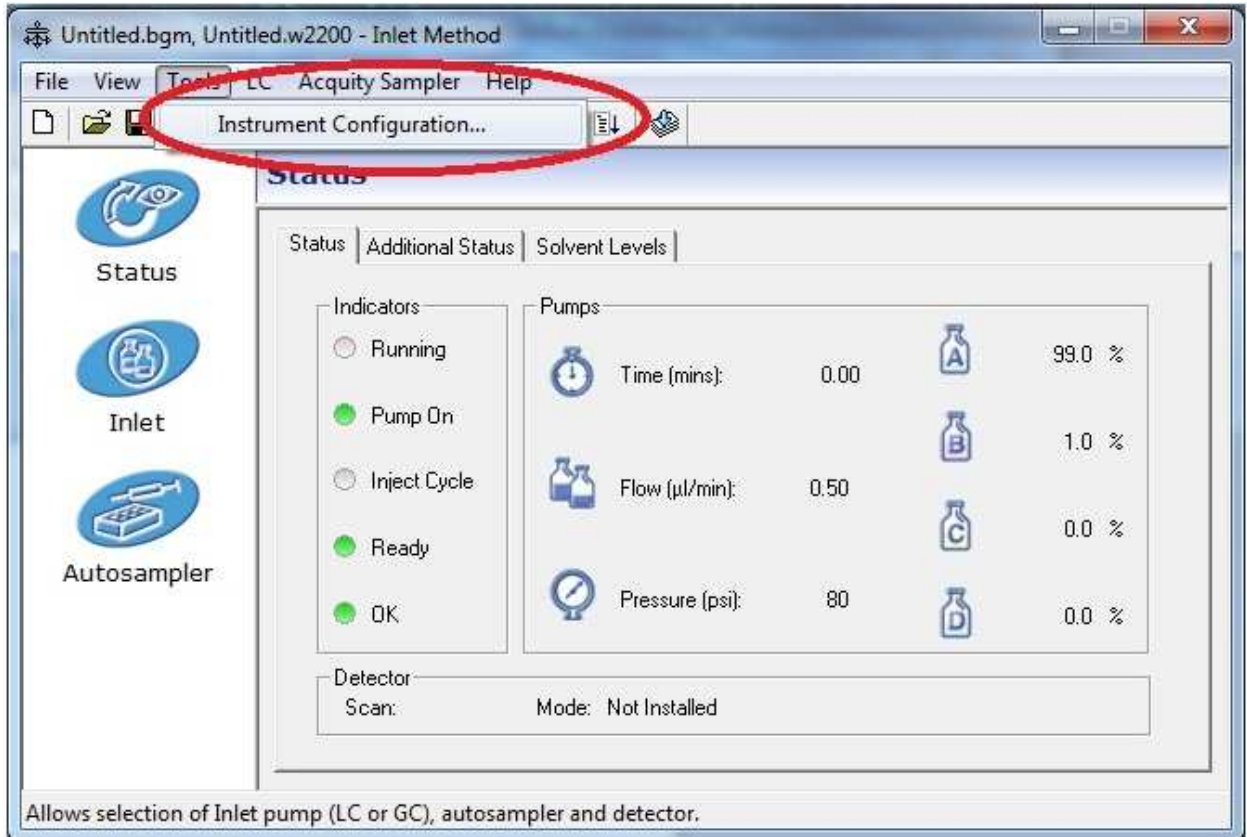 Untitled.bgm, Untitled.w2200 - Inlet Method
File View Tools LC Acquity Sampler Help
Instrument Configuration...
Status
Status
Inlet
Autosampler
Status Additional Status Solvent Levels
Indicators
Running
Pump On
Inject Cycle
Ready
OK
Pumps
Time (mins): 0.00
Flow (µl/min): 0.50
Pressure (psi): 80
A 99.0 %
B 1.0 %
C 0.0 %
D 0.0 %
Detector
Scan: Mode: Not Installed
Allows selection of Inlet pump (LC or GC), autosampler and detector.